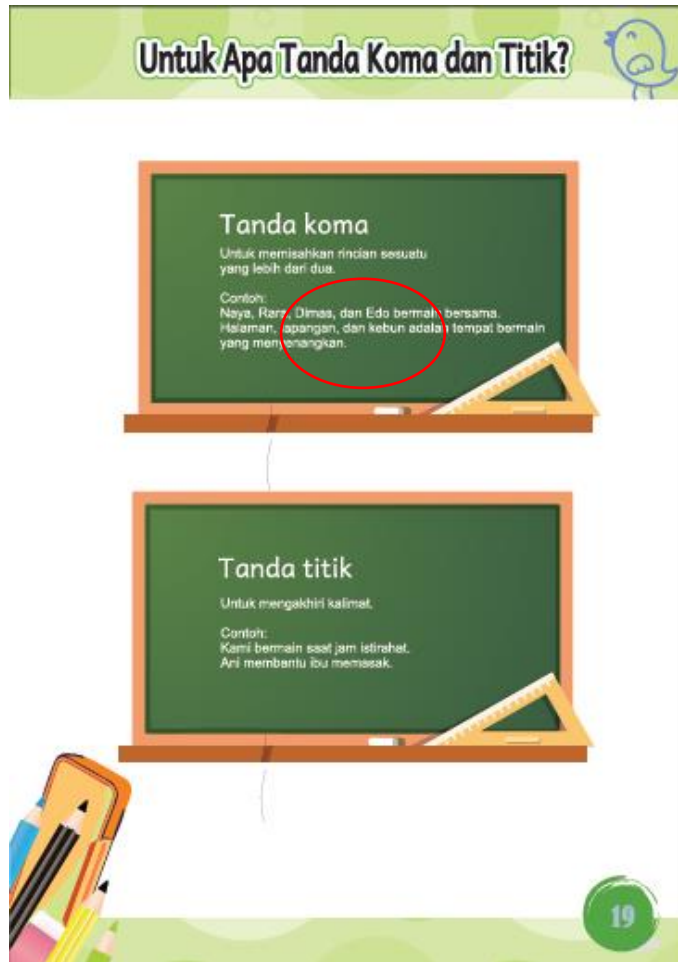 Untuk Apa Tanda Koma dan Titik?
Tanda koma
Untuk memisahkan rincian sesuatu
yang lebih dari dua.
Contoh:
Naya, Rara, Dimas, dan Edo bermain bersama.
Halaman, lapangan, dan kebun adalah tempat bermain
yang menyenangkan.
Tanda titik
Untuk mengakhiri kalimat.
Contoh:
Kami bermain saat jam istirahat.
Ani membantu ibu memasak.
19